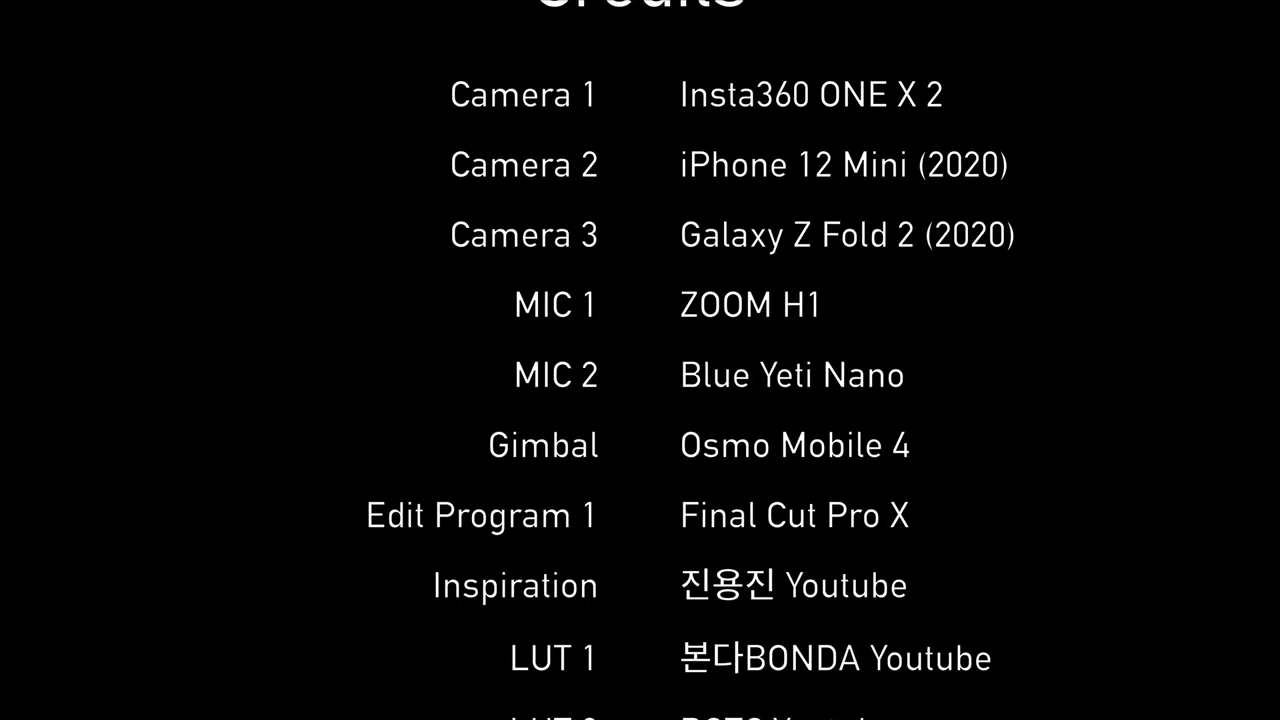 Credits
Camera 1 Insta360 ONE X 2
Camera 2 iPhone 12 Mini (2020)
Camera 3 Galaxy Z Fold 2 (2020)
MIC 1 ZOOM H1
MIC 2 Blue Yeti Nano
Gimbal Osmo Mobile 4
Edit Program 1 Final Cut Pro X
Inspiration 진용진 Youtube
LUT 1 본다BONDA Youtube